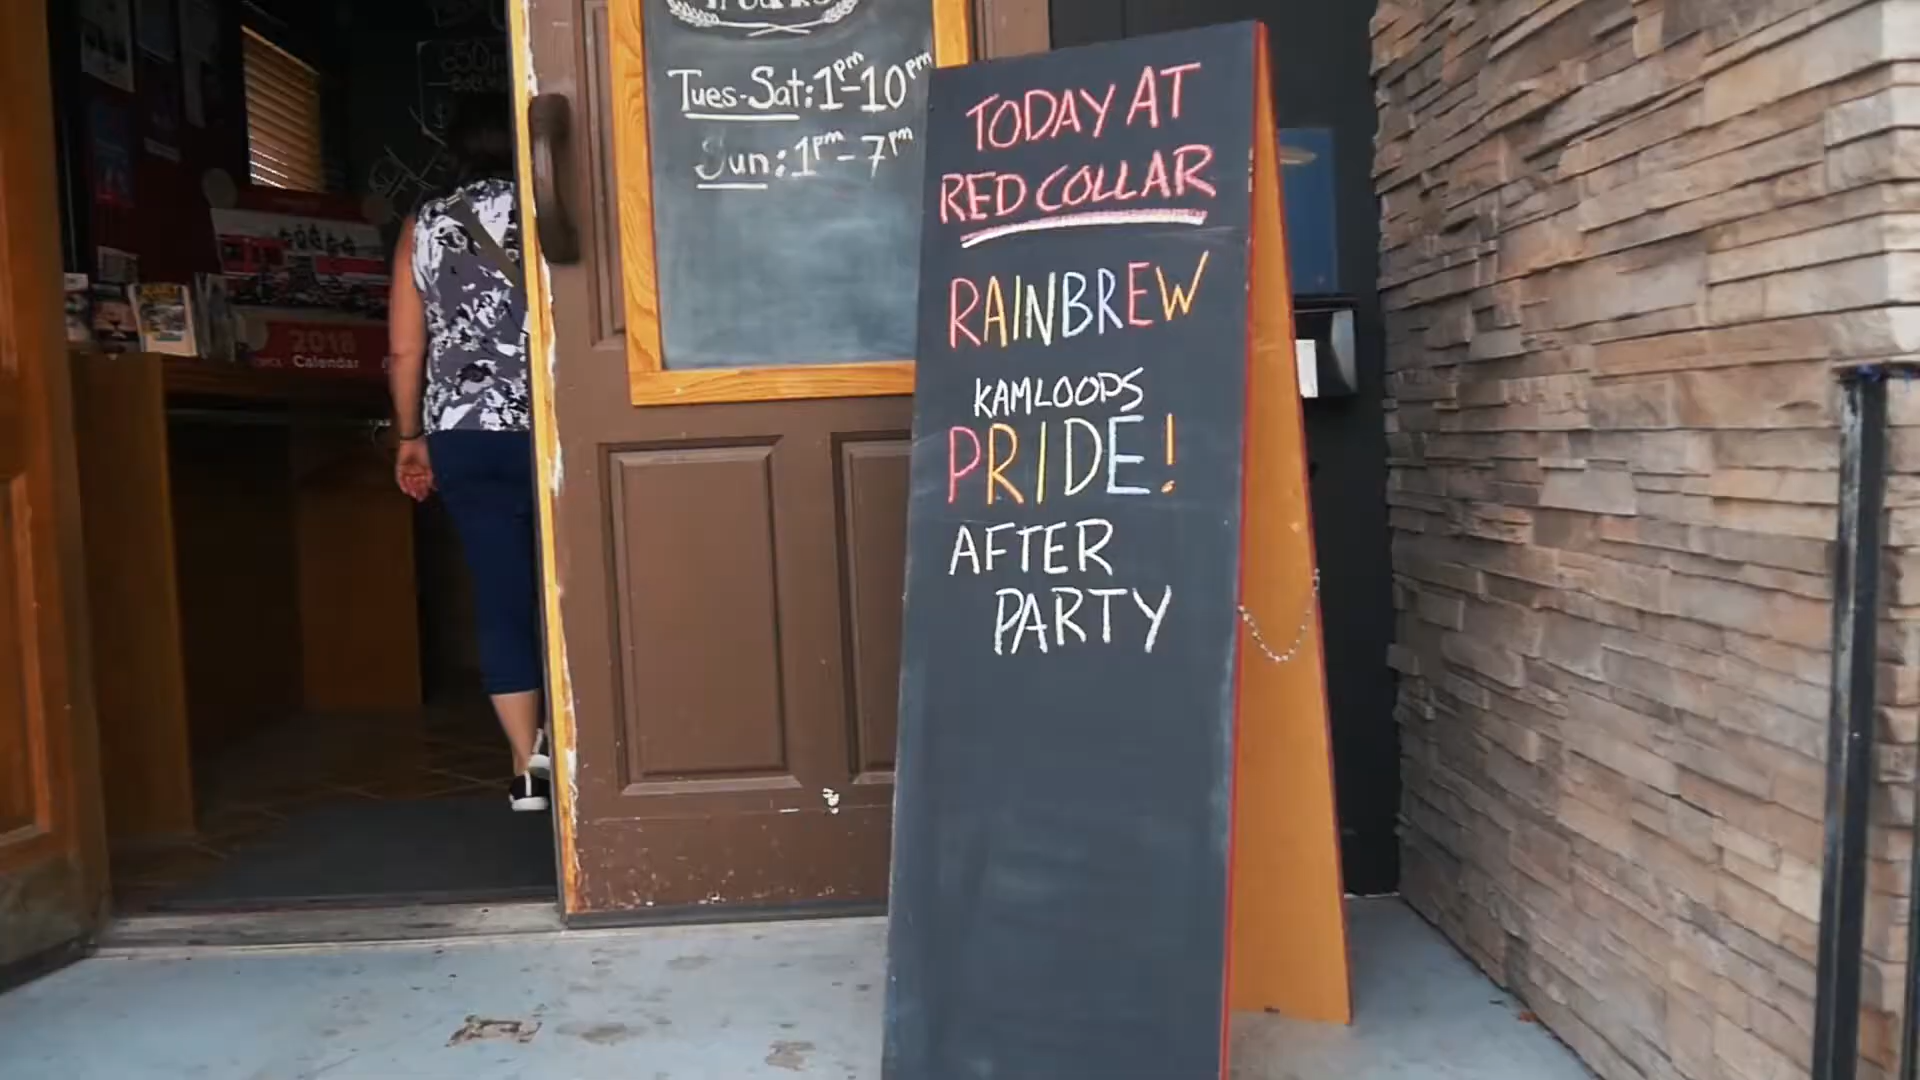 Tues-Sat: 1pm-10pm
Sun: 1pm-7pm
TODAY AT
RED COLLAR
RAINBREW
KAMLOOPS
PRIDE!
AFTER
PARTY
2018
Calendar